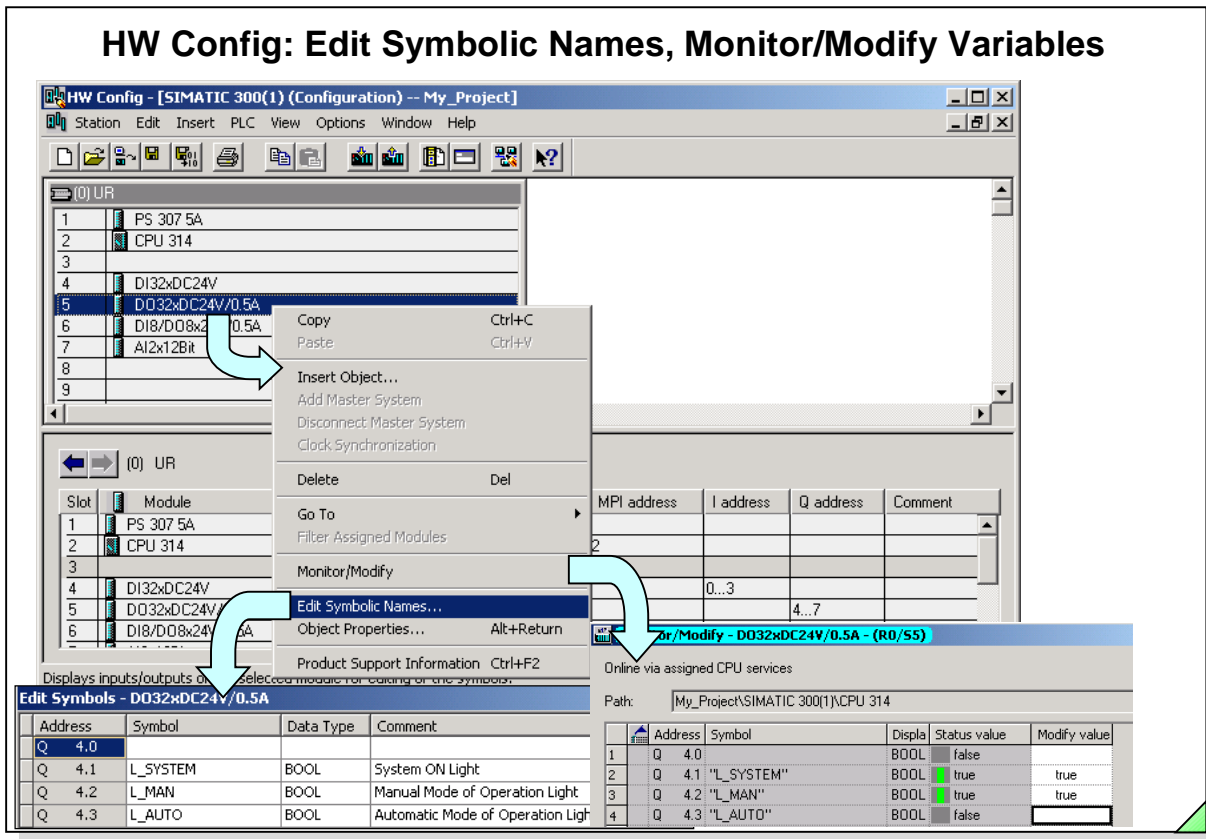 HW Config: Edit Symbolic Names, Monitor/Modify Variables
HW Config - [SIMATIC 300(1) (Configuration) -- My_Project]
Station Edit Insert PLC View Options Window Help
(0) UR
1 PS 307 5A
2 CPU 314
3
4 DI32xDC24V
5 DO32xDC24V/0.5A
6 DI8/DO8x2 /0.5A
7 AI2x12Bit
8
9
Copy Ctrl+C
Paste Ctrl+V
Insert Object...
Add Master System
Disconnect Master System
Clock Synchronization
Delete Del
Go To
Filter Assigned Modules
Monitor/Modify
Edit Symbolic Names...
Object Properties... Alt+Return
Product Support Information Ctrl+F2
(0) UR
Slot Module MPI address I address Q address Comment
1 PS 307 5A
2 CPU 314 2
3
4 DI32xDC24V 0...3
5 DO32xDC24V/ 4...7
6 DI8/DO8x24V 5A
Displays inputs/outputs of selected module for editing of the symbols.
Edit Symbols - DO32xDC24V/0.5A
Address Symbol Data Type Comment
Q 4.0
Q 4.1 L_SYSTEM BOOL System ON Light
Q 4.2 L_MAN BOOL Manual Mode of Operation Light
Q 4.3 L_AUTO BOOL Automatic Mode of Operation Ligh
or/Modify - DO32xDC24V/0.5A - (R0/S5)
Online via assigned CPU services
Path: My_Project\SIMATIC 300(1)\CPU 314
Address Symbol Displa Status value Modify value
1 Q 4.0 BOOL false
2 Q 4.1 "L_SYSTEM" BOOL true true
3 Q 4.2 "L_MAN" BOOL true true
4 Q 4.3 "L_AUTO" BOOL false